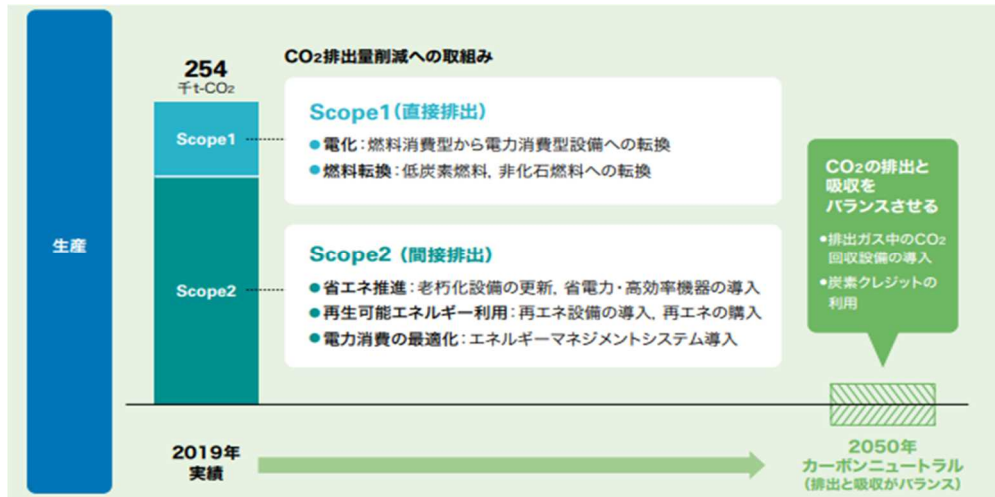 生産
254
千t-CO2
Scope1
Scope2
CO2排出量削減への取組み
Scope1(直接排出)
●電化：燃料消費型から電力消費型設備への転換
●燃料転換：低炭素燃料，非化石燃料への転換
Scope2（間接排出）
●省エネ推進：老朽化設備の更新，省電力・高効率機器の導入
●再生可能エネルギー利用：再エネ設備の導入，再エネの購入
●電力消費の最適化：エネルギーマネジメントシステム導入
CO2の排出と
吸収を
バランスさせる
●排出ガス中のCO2
回収設備の導入
●炭素クレジットの
利用
2019年
実績
2050年
カーボンニュートラル
（排出と吸収がバランス）